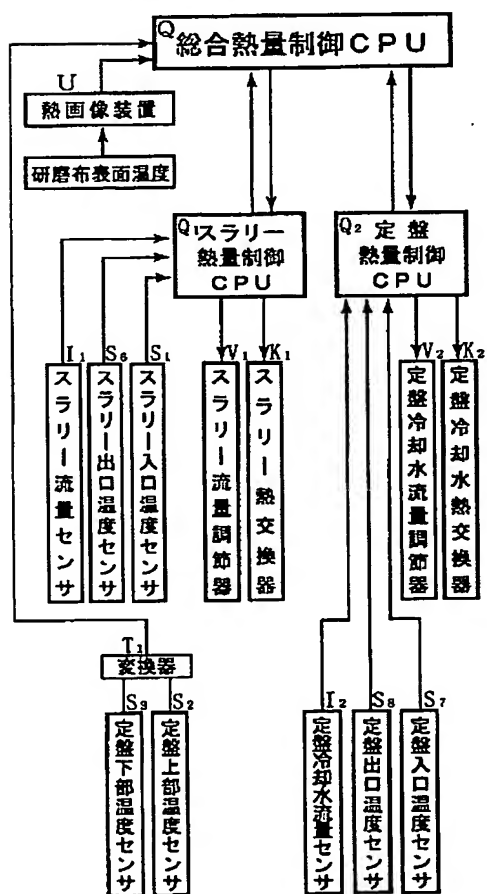 Q
総合熱量制御CPU
U
熱画像装置
研磨布表面温度
Q1 スラリー
熱量制御
CPU
Q2 定盤
熱量制御
CPU
I1
S6
S1
V1
K1
V2
K2
スラリー流量センサ
スラリー出口温度センサ
スラリー入口温度センサ
スラリー流量調節器
スラリー熱交換器
定盤冷却水流量調節器
定盤冷却水熱交換器
T1
変換器
S3
S2
I2
S8
S7
定盤下部温度センサ
定盤上部温度センサ
定盤冷却水流量センサ
定盤出口温度センサ
定盤入口温度センサ